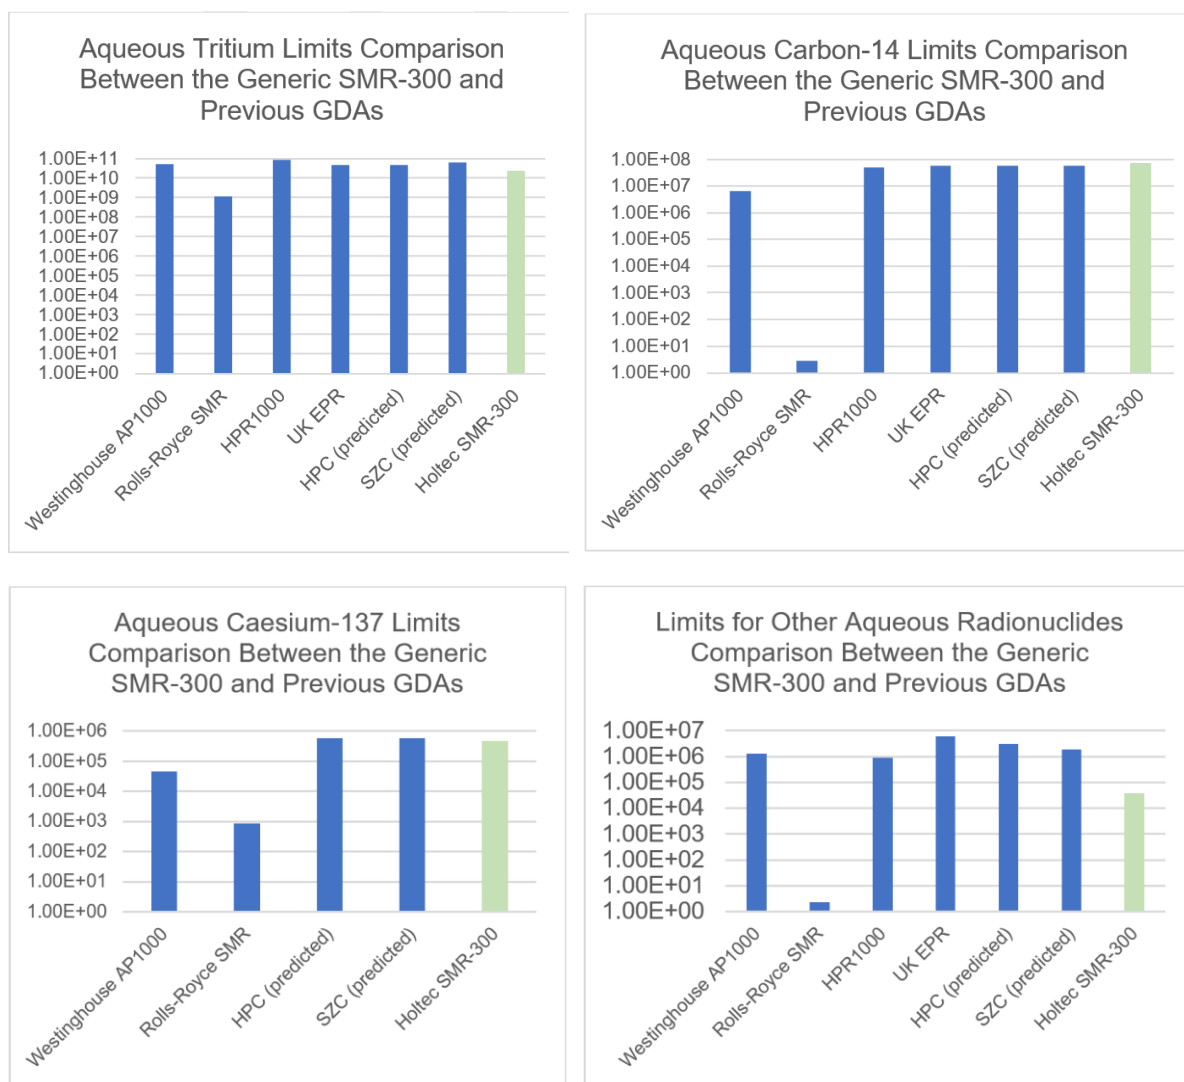 Aqueous Tritium Limits Comparison
Between the Generic SMR-300 and
Previous GDAs
1.00E+11
1.00E+10
1.00E+09
1.00E+08
1.00E+07
1.00E+06
1.00E+05
1.00E+04
1.00E+03
1.00E+02
1.00E+01
1.00E+00
Westinghouse AP1000
Rolls-Royce SMR
HPR1000
UK EPR
HPC (predicted)
SZC (predicted)
Holtec SMR-300
Aqueous Carbon-14 Limits Comparison
Between the Generic SMR-300 and
Previous GDAs
1.00E+08
1.00E+07
1.00E+06
1.00E+05
1.00E+04
1.00E+03
1.00E+02
1.00E+01
1.00E+00
Westinghouse AP1000
Rolls-Royce SMR
HPR1000
UK EPR
HPC (predicted)
SZC (predicted)
Holtec SMR-300
Aqueous Caesium-137 Limits
Comparison Between the Generic
SMR-300 and Previous GDAs
1.00E+06
1.00E+05
1.00E+04
1.00E+03
1.00E+02
1.00E+01
1.00E+00
Westinghouse AP1000
Rolls-Royce SMR
HPC (predicted)
SZC (predicted)
Holtec SMR-300
Limits for Other Aqueous Radionuclides
Comparison Between the Generic
SMR-300 and Previous GDAs
1.00E+07
1.00E+06
1.00E+05
1.00E+04
1.00E+03
1.00E+02
1.00E+01
1.00E+00
Westinghouse AP1000
Rolls-Royce SMR
HPR1000
UK EPR
HPC (predicted)
SZC (predicted)
Holtec SMR-300